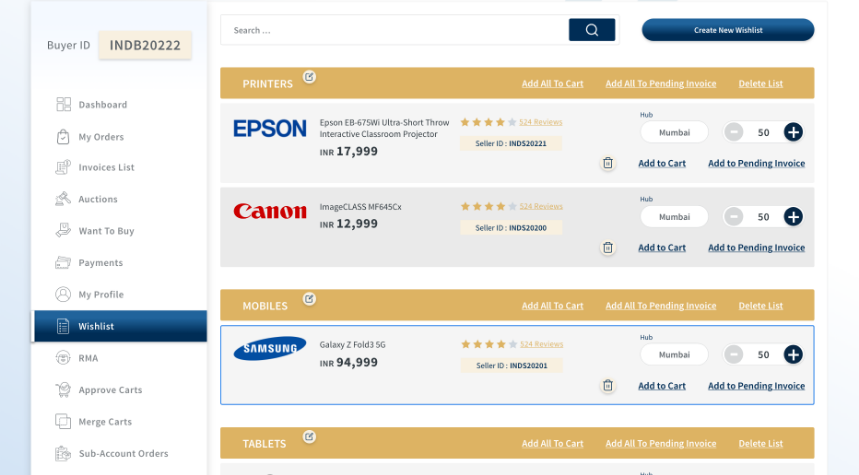 Buyer ID INDB20222
Dashboard
My Orders
Invoices List
Auctions
Want To Buy
Payments
My Profile
Wishlist
RMA
Approve Carts
Merge Carts
Sub-Account Orders
Search ...
Create New Wishlist
PRINTERS Add All To Cart Add All To Pending Invoice Delete List
EPSON
Epson EB-675Wi Ultra-Short Throw
Interactive Classroom Projector
INR 17,999
524 Reviews
Seller ID : INDS20221
Hub
Mumbai 50
Add to Cart Add to Pending Invoice
Canon
ImageCLASS MF645Cx
INR 12,999
524 Reviews
Seller ID : INDS20200
Hub
Mumbai 50
Add to Cart Add to Pending Invoice
MOBILES Add All To Cart Add All To Pending Invoice Delete List
SAMSUNG
Galaxy Z Fold3 5G
INR 94,999
524 Reviews
Seller ID : INDS20201
Hub
Mumbai 50
Add to Cart Add to Pending Invoice
TABLETS Add All To Cart Add All To Pending Invoice Delete List
Hub